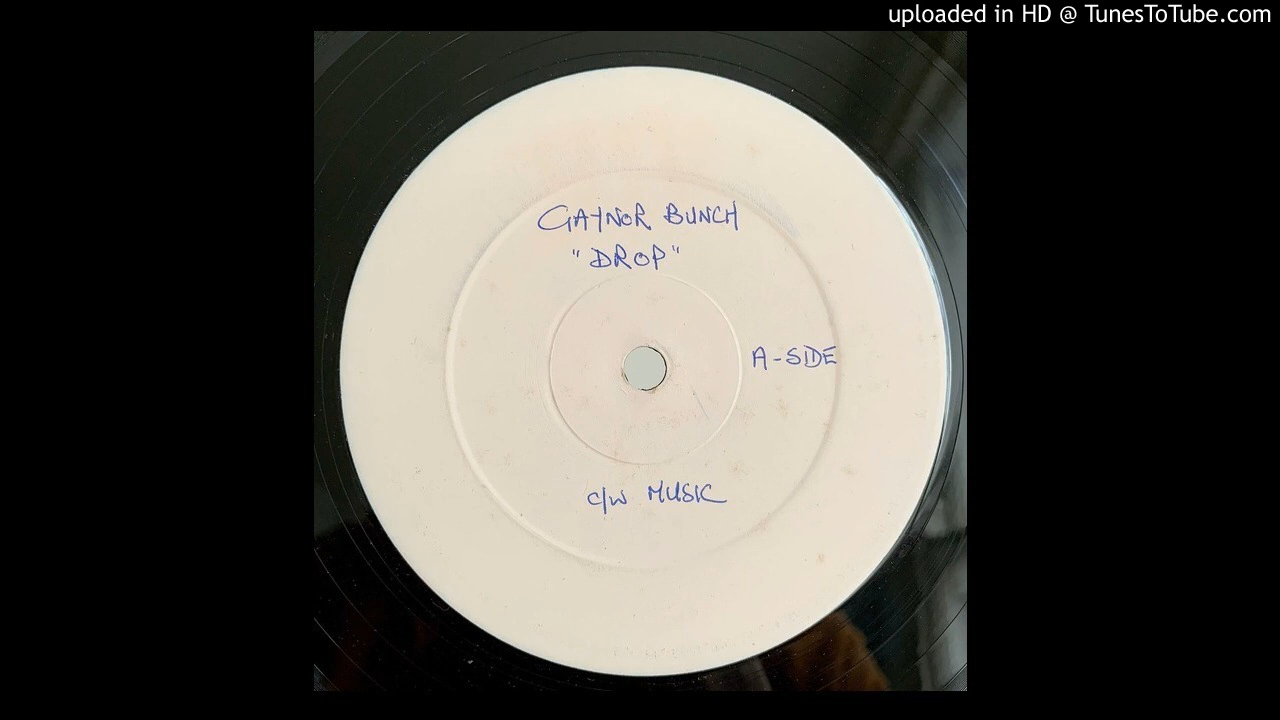 uploaded in HD @ TunesToTube.com
GAYNOR BUNCH
"DROP"
A-SIDE
c/w MUSIC